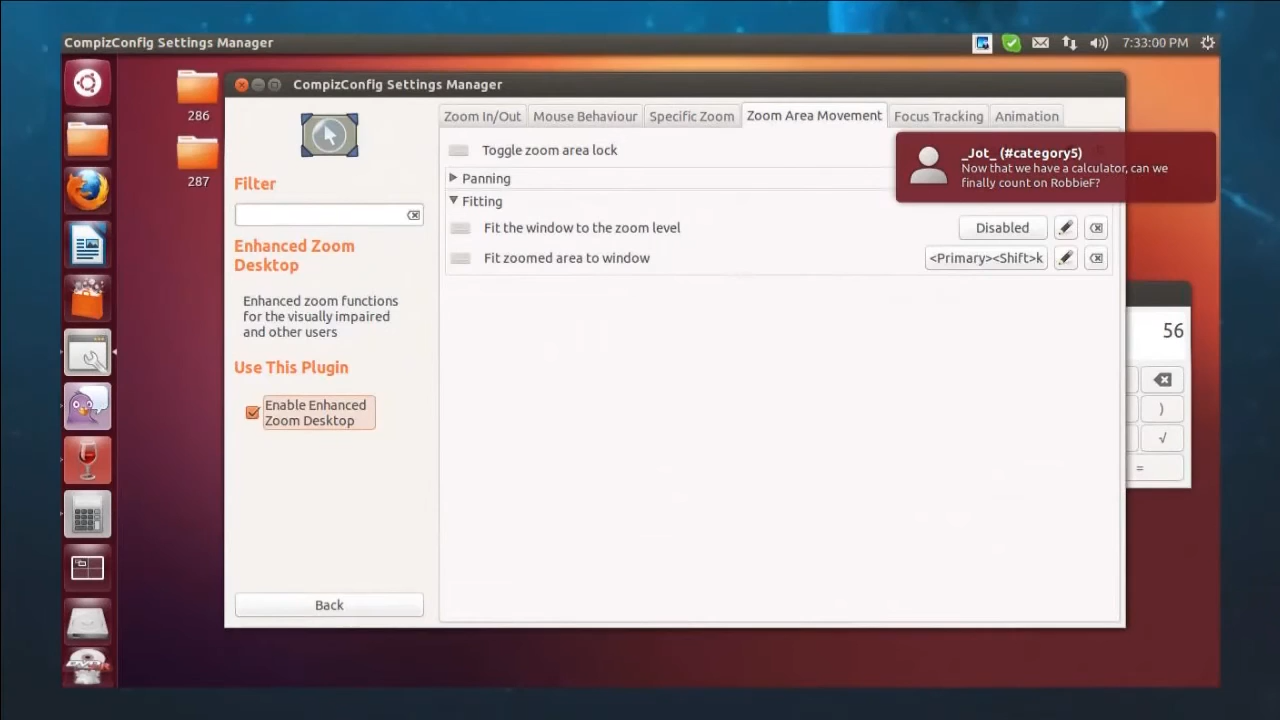 CompizConfig Settings Manager
7:33:00 PM
286
287
CompizConfig Settings Manager
Filter
Enhanced Zoom
Desktop
Enhanced zoom functions
for the visually impaired
and other users
Use This Plugin
Enable Enhanced
Zoom Desktop
Back
Zoom In/Out
Mouse Behaviour
Specific Zoom
Zoom Area Movement
Focus Tracking
Animation
Toggle zoom area lock
Panning
Fitting
Fit the window to the zoom level
Disabled
Fit zoomed area to window
<Primary><Shift>k
_Jot_ (#category5)
Now that we have a calculator, can we
finally count on RobbieF?
56
)
√
=